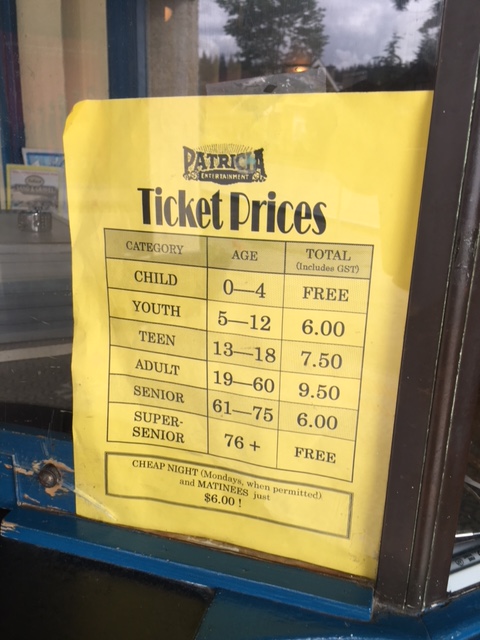 PATRICIA
ENTERTAINMENT
Ticket Prices
CATEGORY AGE TOTAL
(Includes GST)
CHILD 0—4 FREE
YOUTH 5—12 6.00
TEEN 13—18 7.50
ADULT 19—60 9.50
SENIOR 61—75 6.00
SUPER-
SENIOR 76 + FREE
CHEAP NIGHT (Mondays, when permitted)
and MATINEES just
$6.00 !